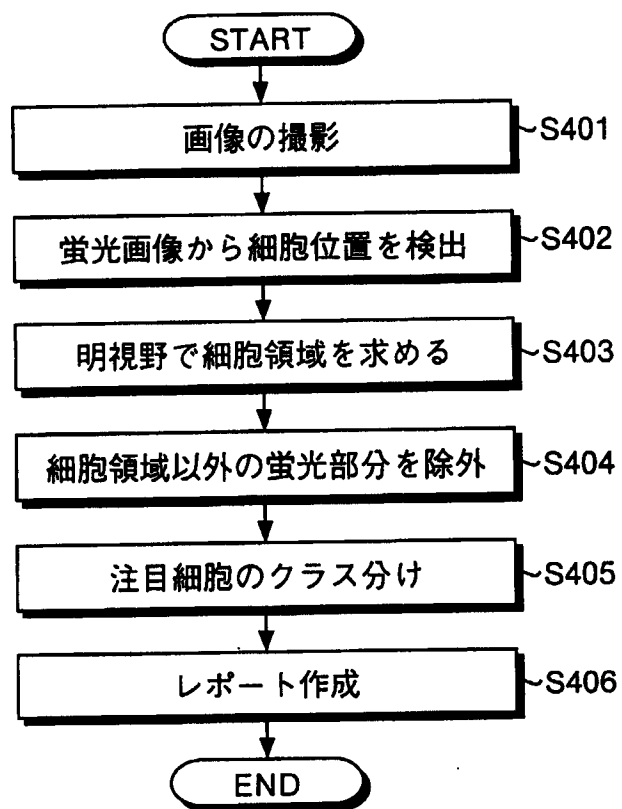 START
画像の撮影
S401
蛍光画像から細胞位置を検出
S402
明視野で細胞領域を求める
S403
細胞領域以外の蛍光部分を除外
S404
注目細胞のクラス分け
S405
レポート作成
S406
END